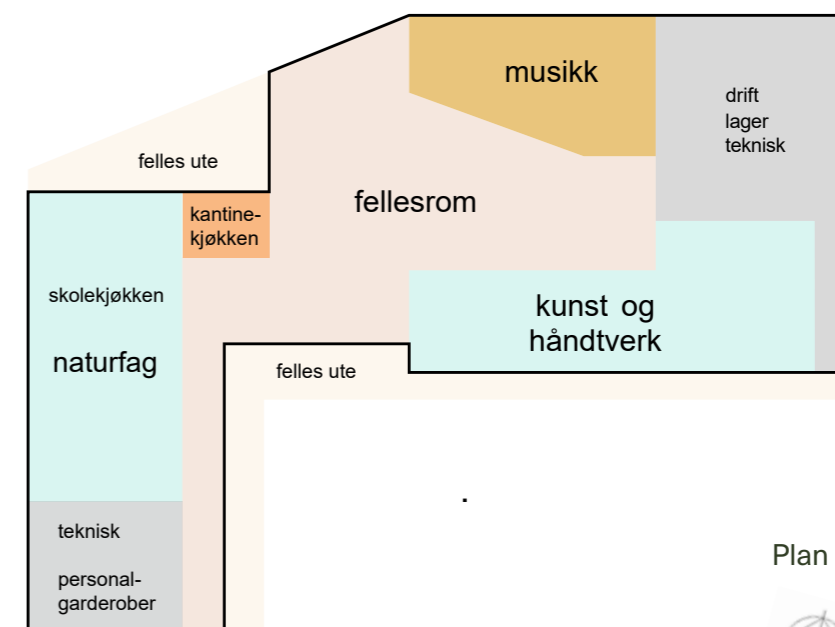 musikk
drift
lager
teknisk
felles ute
fellesrom
kantine-
kjøkken
skolekjøkken
naturfag
kunst og
håndtverk
felles ute
teknisk
personal-
garderober
Plan